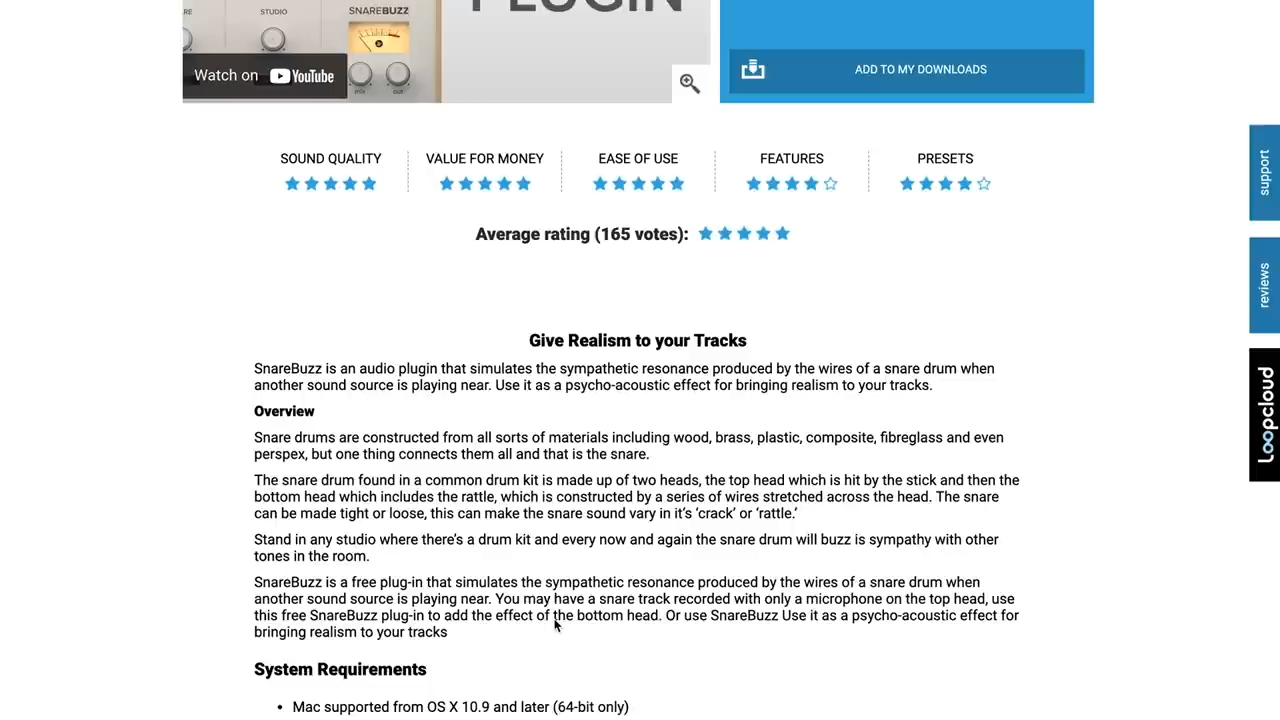 PLUGIN
STUDIO
SNAREBUZZ
Watch on YouTube
mix
out
ADD TO MY DOWNLOADS
SOUND QUALITY
VALUE FOR MONEY
EASE OF USE
FEATURES
PRESETS
Average rating (165 votes):
support
reviews
Loopcloud
Give Realism to your Tracks
SnareBuzz is an audio plugin that simulates the sympathetic resonance produced by the wires of a snare drum when
another sound source is playing near. Use it as a psycho-acoustic effect for bringing realism to your tracks.
Overview
Snare drums are constructed from all sorts of materials including wood, brass, plastic, composite, fibreglass and even
perspex, but one thing connects them all and that is the snare.
The snare drum found in a common drum kit is made up of two heads, the top head which is hit by the stick and then the
bottom head which includes the rattle, which is constructed by a series of wires stretched across the head. The snare
can be made tight or loose, this can make the snare sound vary in it's ‘crack’ or ‘rattle.’
Stand in any studio where there's a drum kit and every now and again the snare drum will buzz is sympathy with other
tones in the room.
SnareBuzz is a free plug-in that simulates the sympathetic resonance produced by the wires of a snare drum when
another sound source is playing near. You may have a snare track recorded with only a microphone on the top head, use
this free SnareBuzz plug-in to add the effect of the bottom head. Or use SnareBuzz Use it as a psycho-acoustic effect for
bringing realism to your tracks
System Requirements
• Mac supported from OS X 10.9 and later (64-bit only)